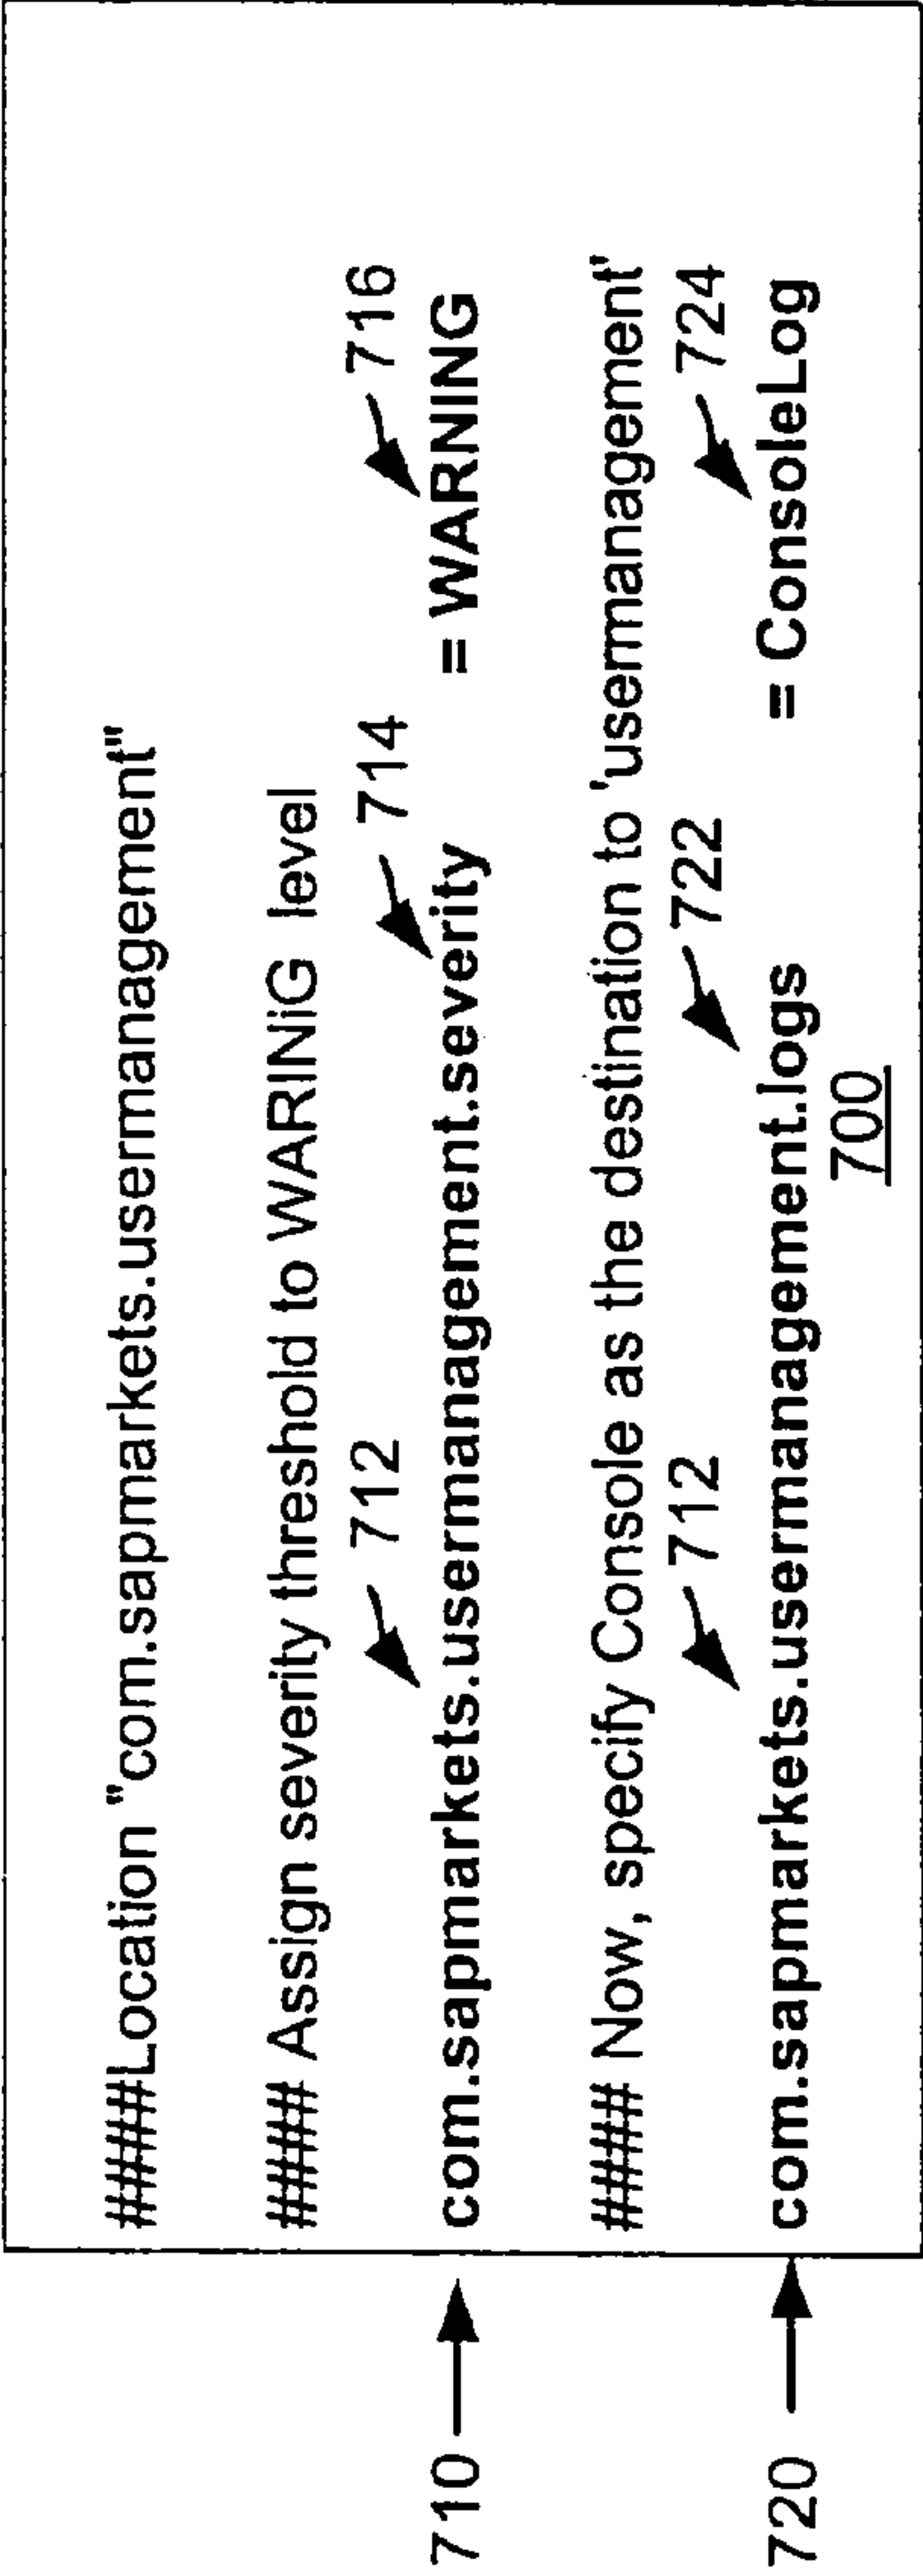 ####Location "com.sapmarkets.usermanagement"
#### Assign severity threshold to WARINiG level
712 714 716
710 com.sapmarkets.usermanagement.severity = WARNING
#### Now, specify Console as the destination to 'usermanagement'
712 722 724
720 com.sapmarkets.usermanagement.logs = ConsoleLog
700